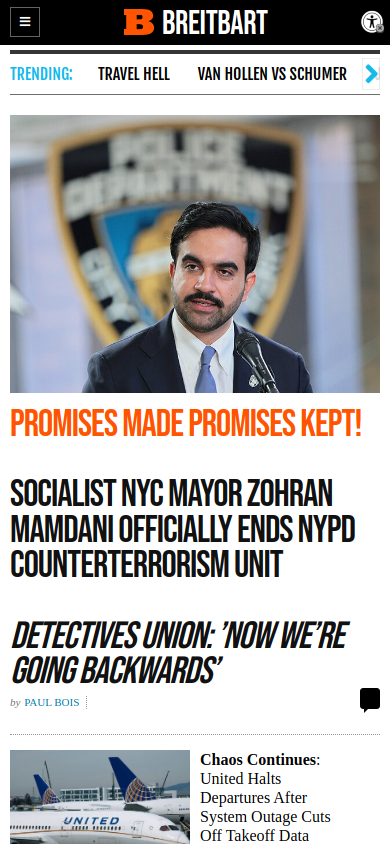 BREITBART
TRENDING: TRAVEL HELL VAN HOLLEN VS SCHUMER
POLICE
DEPARTMENT
PROMISES MADE PROMISES KEPT!
SOCIALIST NYC MAYOR ZOHRAN
MAMDANI OFFICIALLY ENDS NYPD
COUNTERTERRORISM UNIT
DETECTIVES UNION: 'NOW WE'RE
GOING BACKWARDS'
by PAUL BOIS
UNITED
Chaos Continues:
United Halts
Departures After
System Outage Cuts
Off Takeoff Data